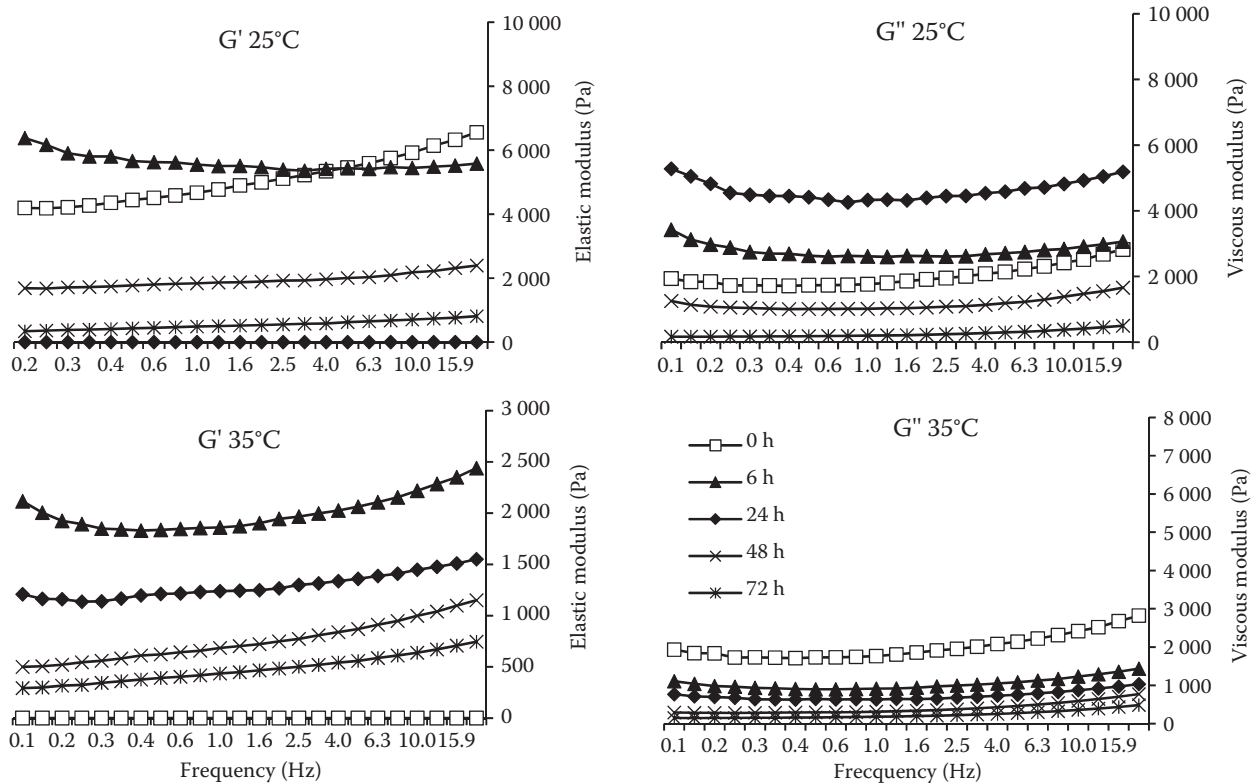 G' 25°C
10 000
8 000
6 000
4 000
2 000
0
Elastic modulus (Pa)
0.2 0.3 0.4 0.6 1.0 1.6 2.5 4.0 6.3 10.0 15.9
G" 25°C
10 000
8 000
6 000
4 000
2 000
0
Viscous modulus (Pa)
0.1 0.2 0.3 0.4 0.6 1.0 1.6 2.5 4.0 6.3 10.0 15.9
G' 35°C
3 000
2 500
2 000
1 500
1 000
500
0
Elastic modulus (Pa)
0.1 0.2 0.3 0.4 0.6 1.0 1.6 2.5 4.0 6.3 10.0 15.9
Frequency (Hz)
G" 35°C
0 h
6 h
24 h
48 h
72 h
8 000
7 000
6 000
5 000
4 000
3 000
2 000
1 000
0
Viscous modulus (Pa)
0.1 0.2 0.3 0.4 0.6 1.0 1.6 2.5 4.0 6.3 10.0 15.9
Frecquency (Hz)